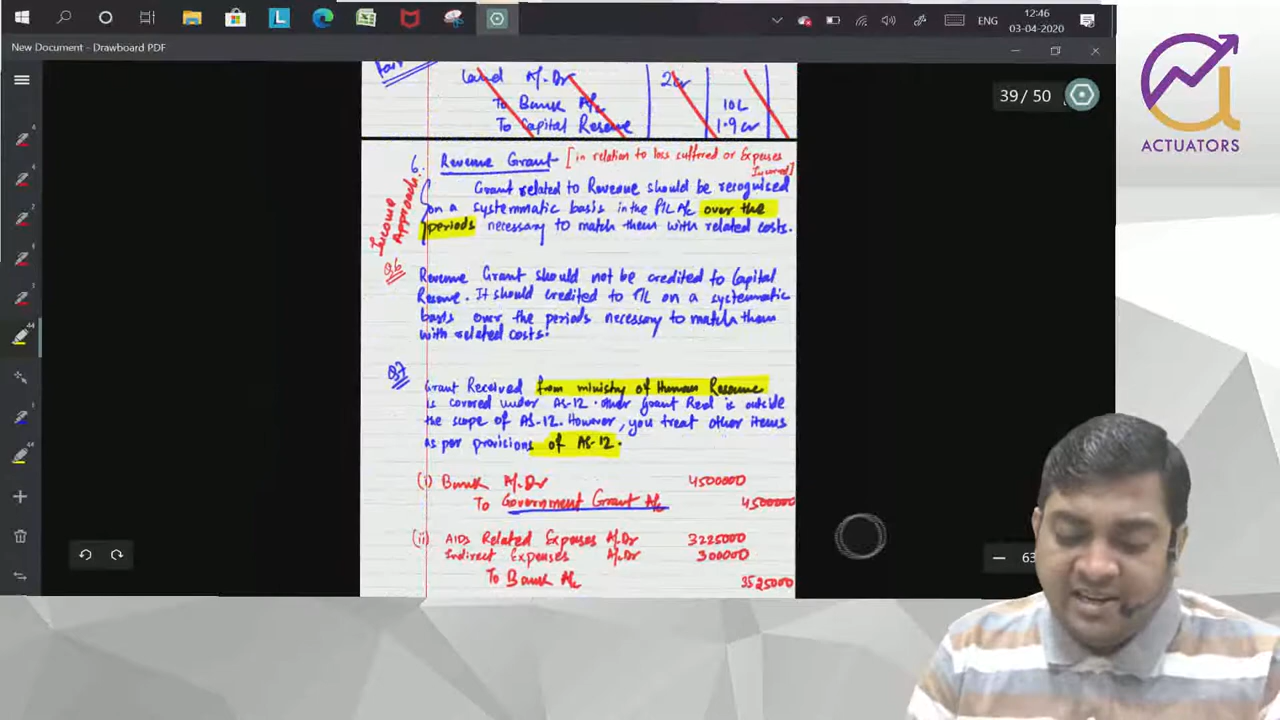 12:46
ENG
03-04-2020
New Document - Drawboard PDF
39 / 50
ACTUATORS
Land A/c Dr 2cr
To Bank A/c 10L
To Capital Reserve 1.9 cr
6. Revenue Grant [in relation to loss suffered or Expenses
Incurred]
Income Approach
Grant related to Revenue should be recognised
on a systemmatic basis in the P/L A/c over the
periods necessary to match them with related costs.
Q6
Revenue Grant should not be credited to Capital
Reserve. It should credited to P/L on a systemmatic
basis over the periods necessary to match them
with related costs.
Q7
Grant Received from ministry of Human Resource
is covered under AS-12. Other grant Recd is outside
the scope of AS-12. However, you treat other items
as per provisions of AS-12.
(i) Bank A/c Dr 4500000
To Government Grant A/c 4500000
(ii) AIDs Related Expenses A/c Dr 3225000
Indirect Expenses A/c Dr 300000
To Bank A/c 3525000
63